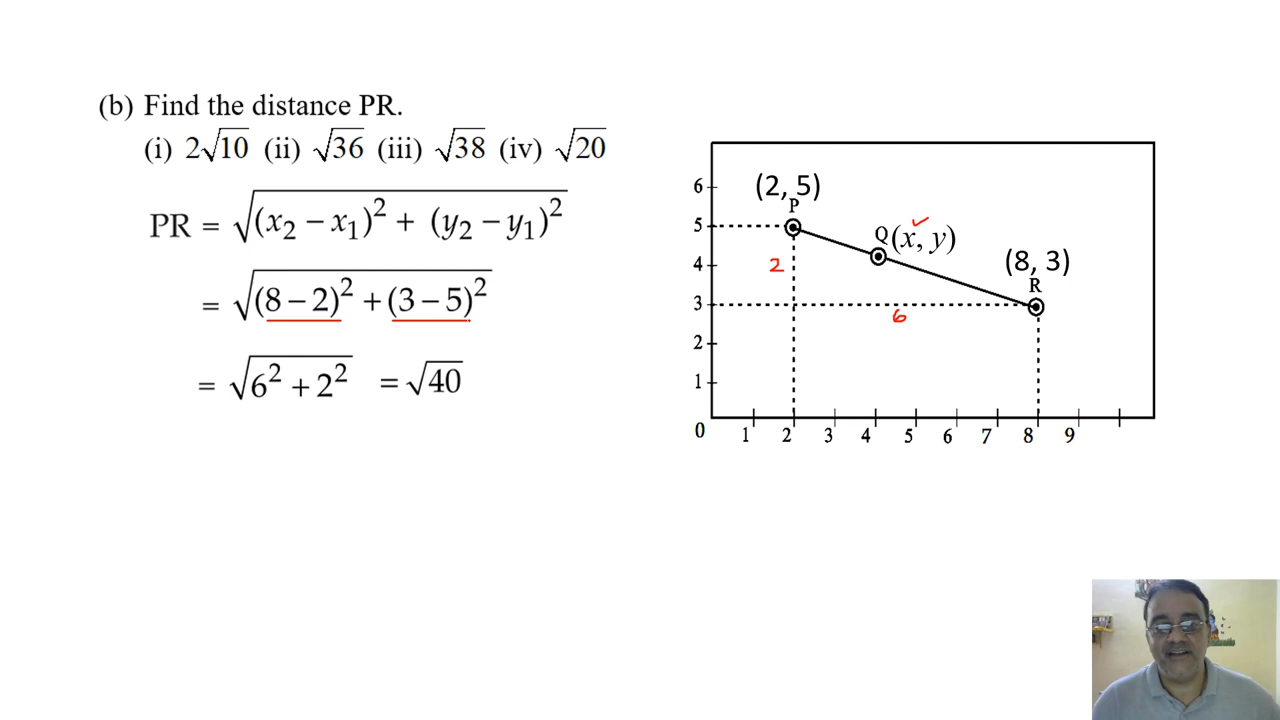 (b) Find the distance PR.
(i) 2√10 (ii) √36 (iii) √38 (iv) √20
PR = √(x₂ − x₁)² + (y₂ − y₁)²
= √(8 − 2)² + (3 − 5)²
= √6² + 2² = √40
(2, 5)
P
Q(x, y)
(8, 3)
R
2
6
6
5
4
3
2
1
0 1 2 3 4 5 6 7 8 9